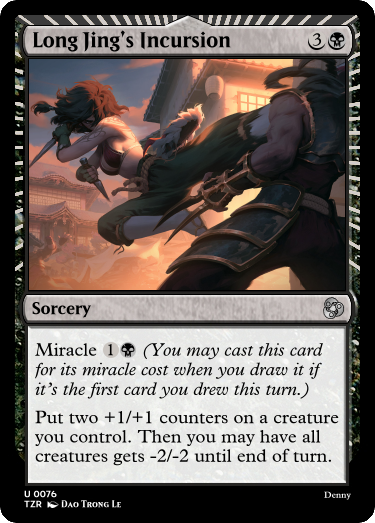 Long Jing's Incursion 3
Sorcery
Miracle 1 (You may cast this card
for its miracle cost when you draw it if
it's the first card you drew this turn.)
Put two +1/+1 counters on a creature
you control. Then you may have all
creatures gets -2/-2 until end of turn.
U 0076 Denny
TZR Dao Trong Le